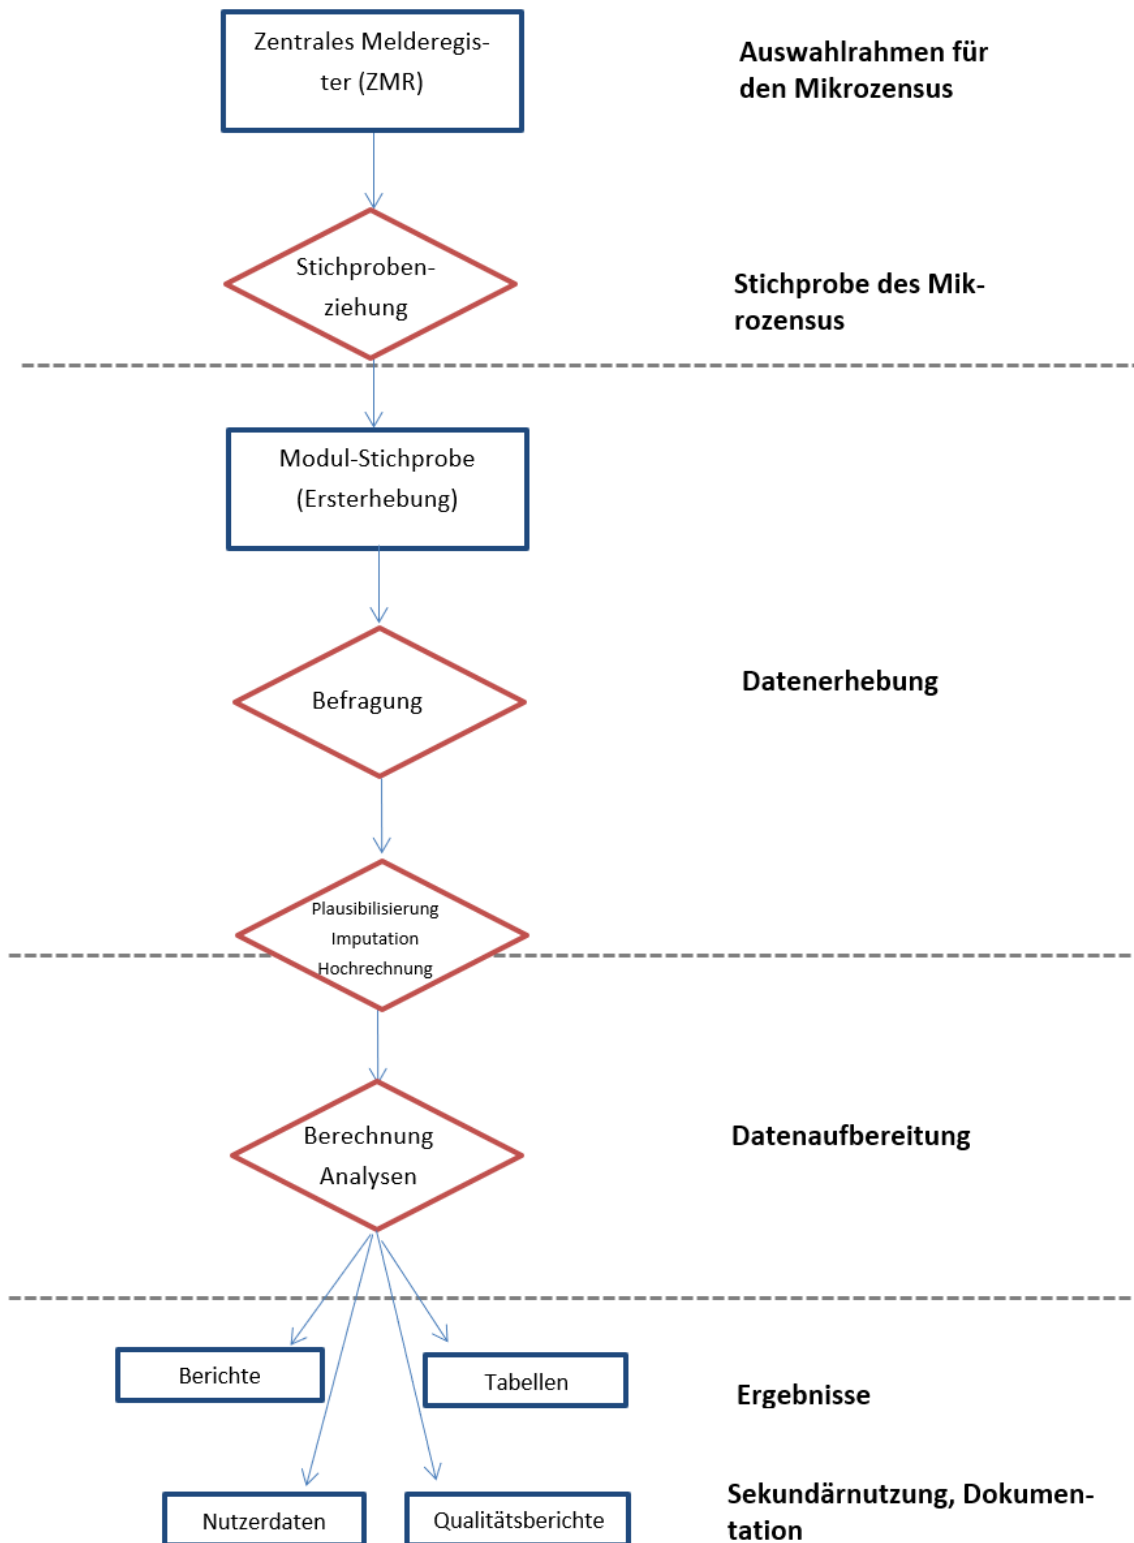 Zentrales Melderegis-
ter (ZMR)
Auswahlrahmen für
den Mikrozensus
Stichproben-
ziehung
Stichprobe des Mik-
rozensus
Modul-Stichprobe
(Ersterhebung)
Befragung
Datenerhebung
Plausibilisierung
Imputation
Hochrechnung
Berechnung
Analysen
Datenaufbereitung
Berichte
Tabellen
Ergebnisse
Nutzerdaten
Qualitätsberichte
Sekundärnutzung, Dokumen-
tation